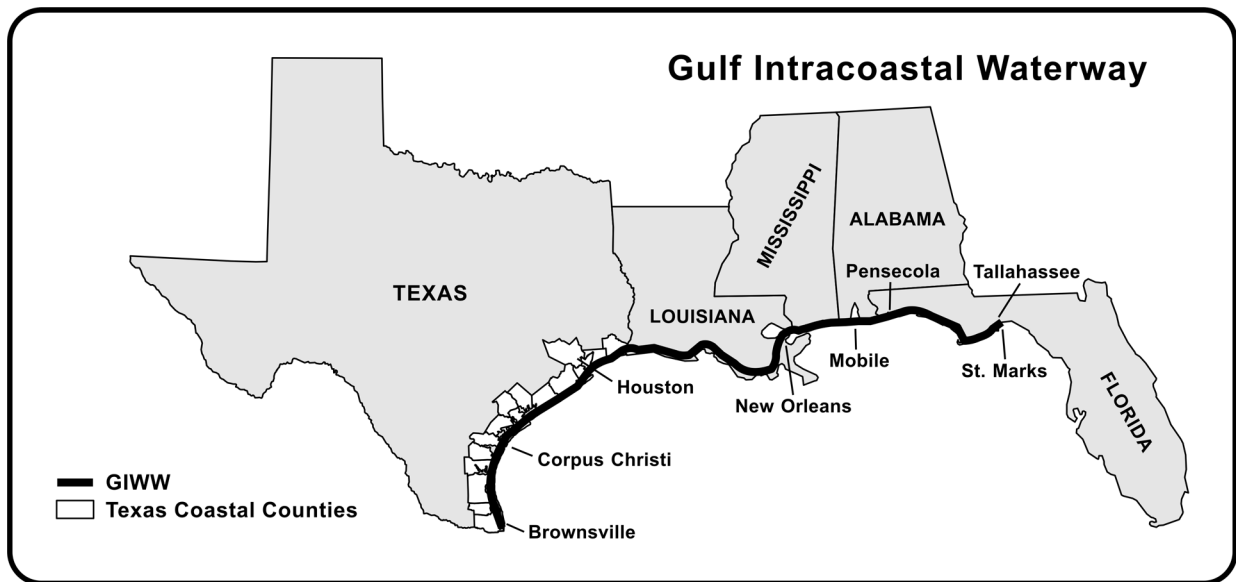 Gulf Intracoastal Waterway
MISSISSIPPI
ALABAMA
Pensecola
Tallahassee
TEXAS
LOUISIANA
Mobile
St. Marks
Houston
New Orleans
FLORIDA
Corpus Christi
GIWW
Texas Coastal Counties
Brownsville